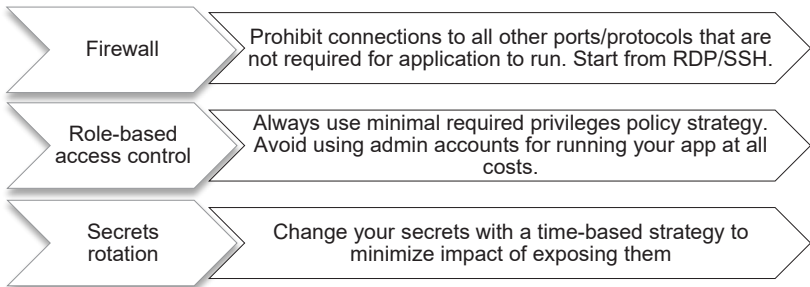 Firewall
Prohibit connections to all other ports/protocols that are
not required for application to run. Start from RDP/SSH.
Role-based
access control
Always use minimal required privileges policy strategy.
Avoid using admin accounts for running your app at all
costs.
Secrets
rotation
Change your secrets with a time-based strategy to
minimize impact of exposing them